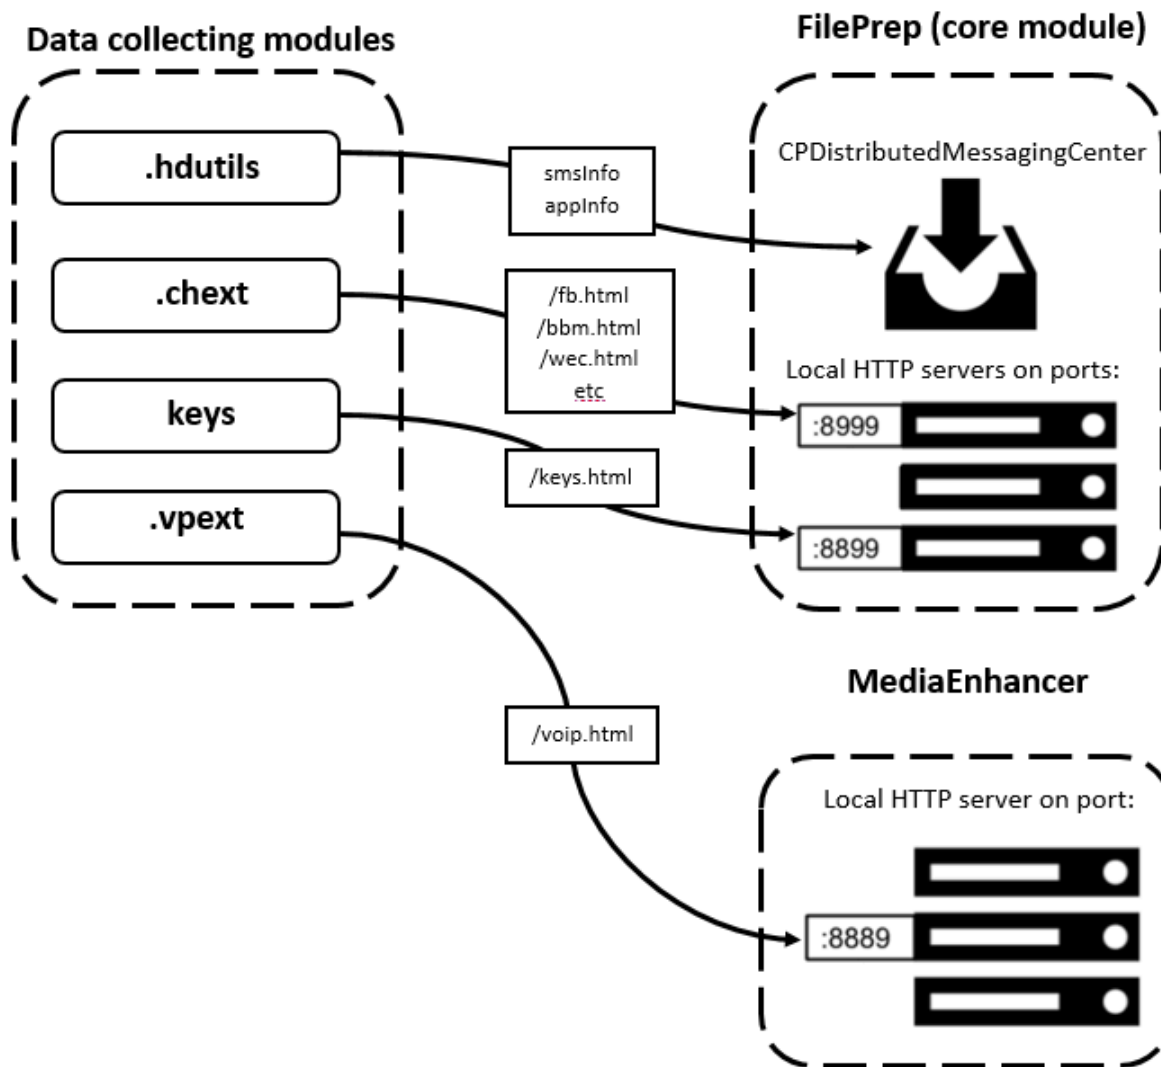 Data collecting modules
.hdutils
.chext
keys
.vpext
smsInfo
appInfo
/fb.html
/bbm.html
/wec.html
etc
/keys.html
/voip.html
FilePrep (core module)
CPDistributedMessagingCenter
Local HTTP servers on ports:
:8999
:8899
MediaEnhancer
Local HTTP server on port:
:8889